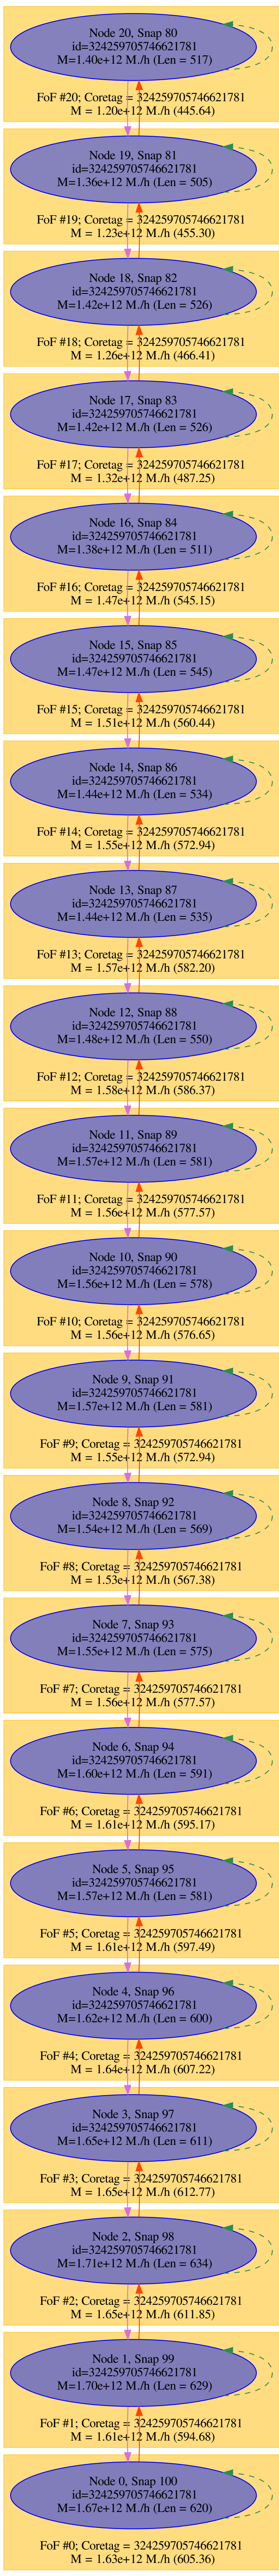 Node 20, Snap 80
id=324259705746621781
M=1.40e+12 M./h (Len = 517)
FoF #20; Coretag = 324259705746621781
M = 1.20e+12 M./h (445.64)
Node 19, Snap 81
id=324259705746621781
M=1.36e+12 M./h (Len = 505)
FoF #19; Coretag = 324259705746621781
M = 1.23e+12 M./h (455.30)
Node 18, Snap 82
id=324259705746621781
M=1.42e+12 M./h (Len = 526)
FoF #18; Coretag = 324259705746621781
M = 1.26e+12 M./h (466.41)
Node 17, Snap 83
id=324259705746621781
M=1.42e+12 M./h (Len = 526)
FoF #17; Coretag = 324259705746621781
M = 1.32e+12 M./h (487.25)
Node 16, Snap 84
id=324259705746621781
M=1.38e+12 M./h (Len = 511)
FoF #16; Coretag = 324259705746621781
M = 1.47e+12 M./h (545.15)
Node 15, Snap 85
id=324259705746621781
M=1.47e+12 M./h (Len = 545)
FoF #15; Coretag = 324259705746621781
M = 1.51e+12 M./h (560.44)
Node 14, Snap 86
id=324259705746621781
M=1.44e+12 M./h (Len = 534)
FoF #14; Coretag = 324259705746621781
M = 1.55e+12 M./h (572.94)
Node 13, Snap 87
id=324259705746621781
M=1.44e+12 M./h (Len = 535)
FoF #13; Coretag = 324259705746621781
M = 1.57e+12 M./h (582.20)
Node 12, Snap 88
id=324259705746621781
M=1.48e+12 M./h (Len = 550)
FoF #12; Coretag = 324259705746621781
M = 1.58e+12 M./h (586.37)
Node 11, Snap 89
id=324259705746621781
M=1.57e+12 M./h (Len = 581)
FoF #11; Coretag = 324259705746621781
M = 1.56e+12 M./h (577.57)
Node 10, Snap 90
id=324259705746621781
M=1.56e+12 M./h (Len = 578)
FoF #10; Coretag = 324259705746621781
M = 1.56e+12 M./h (576.65)
Node 9, Snap 91
id=324259705746621781
M=1.57e+12 M./h (Len = 581)
FoF #9; Coretag = 324259705746621781
M = 1.55e+12 M./h (572.94)
Node 8, Snap 92
id=324259705746621781
M=1.54e+12 M./h (Len = 569)
FoF #8; Coretag = 324259705746621781
M = 1.53e+12 M./h (567.38)
Node 7, Snap 93
id=324259705746621781
M=1.55e+12 M./h (Len = 575)
FoF #7; Coretag = 324259705746621781
M = 1.56e+12 M./h (577.57)
Node 6, Snap 94
id=324259705746621781
M=1.60e+12 M./h (Len = 591)
FoF #6; Coretag = 324259705746621781
M = 1.61e+12 M./h (595.17)
Node 5, Snap 95
id=324259705746621781
M=1.57e+12 M./h (Len = 581)
FoF #5; Coretag = 324259705746621781
M = 1.61e+12 M./h (597.49)
Node 4, Snap 96
id=324259705746621781
M=1.62e+12 M./h (Len = 600)
FoF #4; Coretag = 324259705746621781
M = 1.64e+12 M./h (607.22)
Node 3, Snap 97
id=324259705746621781
M=1.65e+12 M./h (Len = 611)
FoF #3; Coretag = 324259705746621781
M = 1.65e+12 M./h (612.77)
Node 2, Snap 98
id=324259705746621781
M=1.71e+12 M./h (Len = 634)
FoF #2; Coretag = 324259705746621781
M = 1.65e+12 M./h (611.85)
Node 1, Snap 99
id=324259705746621781
M=1.70e+12 M./h (Len = 629)
FoF #1; Coretag = 324259705746621781
M = 1.61e+12 M./h (594.68)
Node 0, Snap 100
id=324259705746621781
M=1.67e+12 M./h (Len = 620)
FoF #0; Coretag = 324259705746621781
M = 1.63e+12 M./h (605.36)